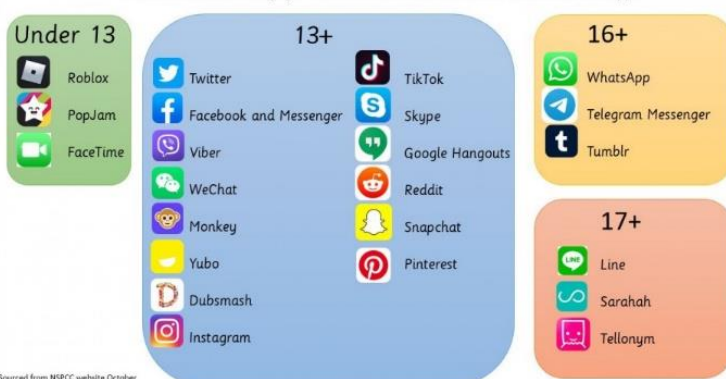 Under 13
Roblox
PopJam
FaceTime
13+
Twitter
Facebook and Messenger
Viber
WeChat
Monkey
Yubo
Dubsmash
Instagram
TikTok
Skype
Google Hangouts
Reddit
Snapchat
Pinterest
16+
WhatsApp
Telegram Messenger
Tumblr
17+
LINE
Line
Sarahah
Tellonym
Sourced from NSPCC website October